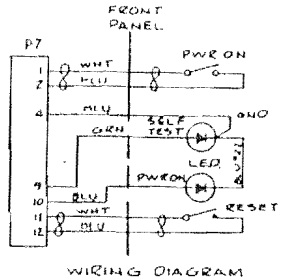 FRONT
PANEL
P7
1 WHT PWR ON
2 BLU
4 BLU GND
GRN SELF
TEST
LED
9 PWR ON
10 BLU
11 WHT RESET
12 BLU
WIRING DIAGRAM